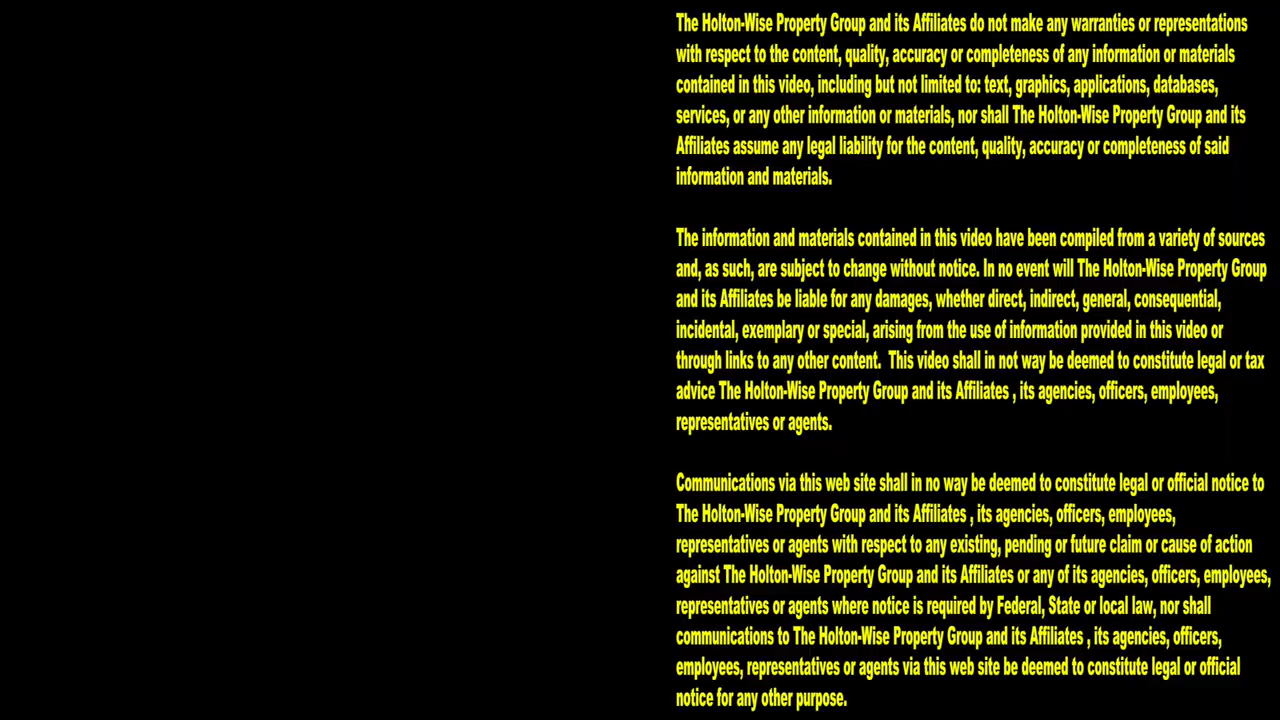 The Holton-Wise Property Group and its Affiliates do not make any warranties or representations
with respect to the content, quality, accuracy or completeness of any information or materials
contained in this video, including but not limited to: text, graphics, applications, databases,
services, or any other information or materials, nor shall The Holton-Wise Property Group and its
Affiliates assume any legal liability for the content, quality, accuracy or completeness of said
information and materials.

The information and materials contained in this video have been compiled from a variety of sources
and, as such, are subject to change without notice. In no event will The Holton-Wise Property Group
and its Affiliates be liable for any damages, whether direct, indirect, general, consequential,
incidental, exemplary or special, arising from the use of information provided in this video or
through links to any other content.  This video shall in not way be deemed to constitute legal or tax
advice The Holton-Wise Property Group and its Affiliates , its agencies, officers, employees,
representatives or agents.

Communications via this web site shall in no way be deemed to constitute legal or official notice to
The Holton-Wise Property Group and its Affiliates , its agencies, officers, employees,
representatives or agents with respect to any existing, pending or future claim or cause of action
against The Holton-Wise Property Group and its Affiliates or any of its agencies, officers, employees,
representatives or agents where notice is required by Federal, State or local law, nor shall
communications to The Holton-Wise Property Group and its Affiliates , its agencies, officers,
employees, representatives or agents via this web site be deemed to constitute legal or official
notice for any other purpose.